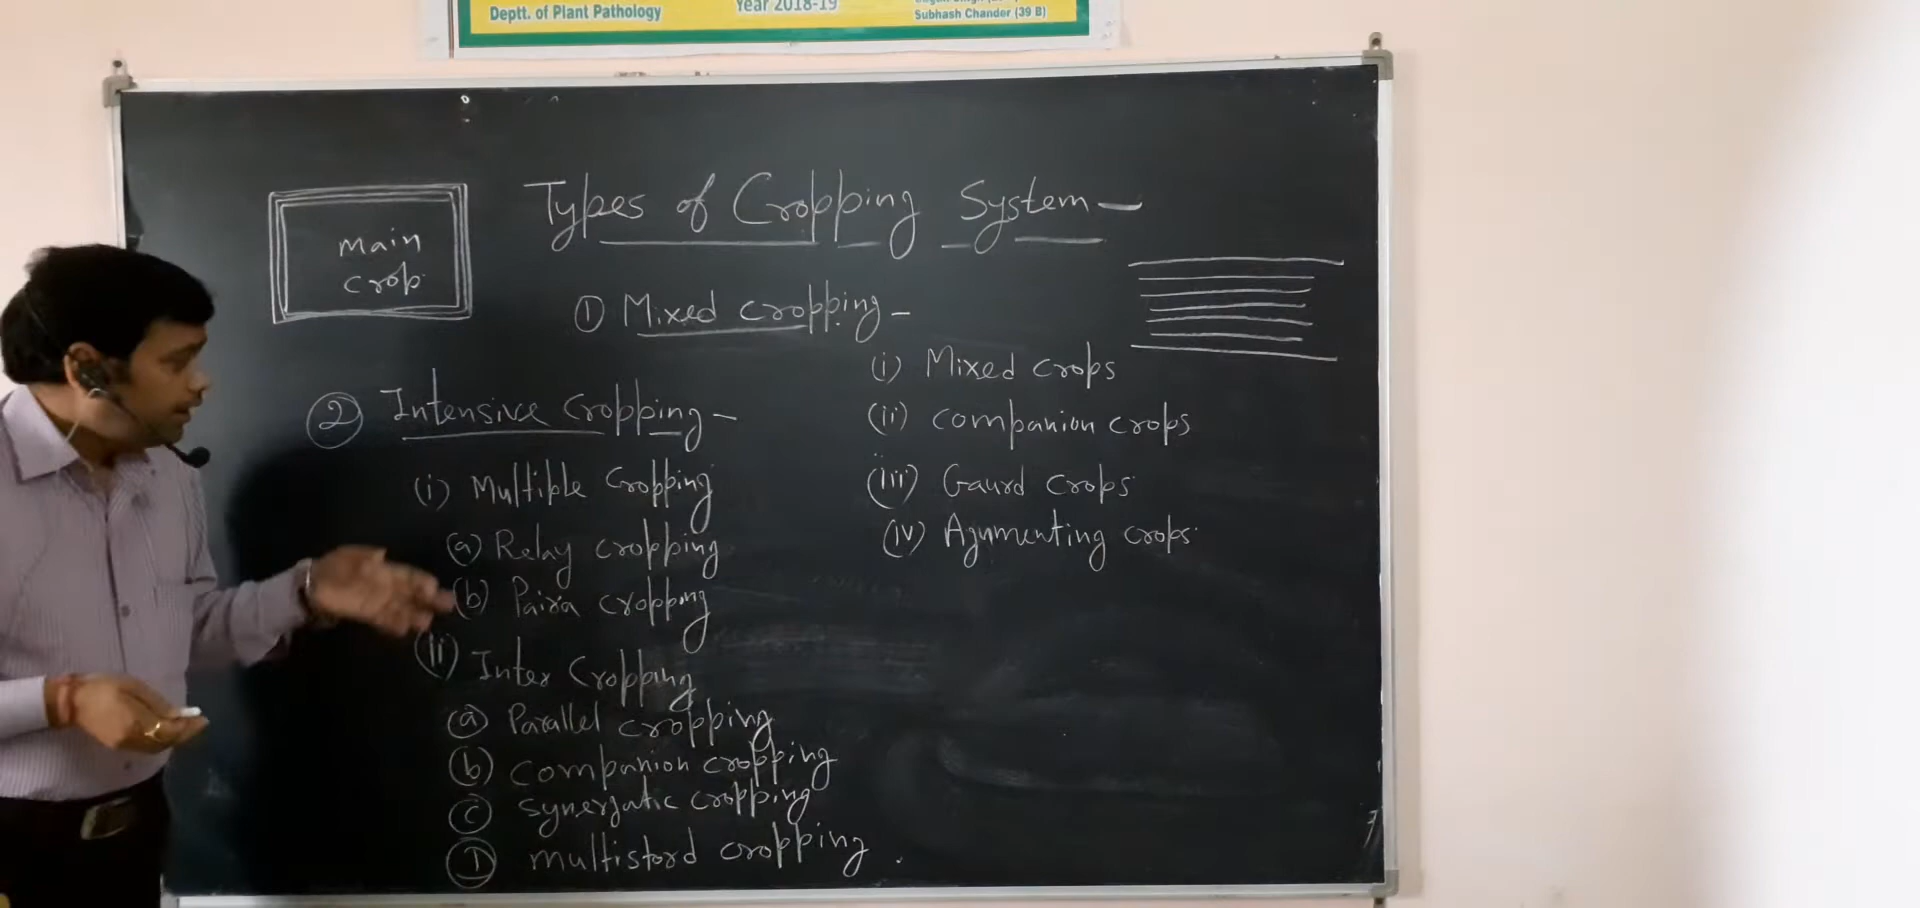 Deptt. of Plant Pathology
Year 2018-19
Subhash Chander (39 B)
Main
Crop
Types of Cropping System-
① Mixed cropping-
(i) Mixed crops
(ii) Companion crops
(iii) Gaurd crops
(iv) Agumenting crops
② Intensive Cropping-
(i) Multiple Cropping
(a) Relay cropping
(b) Paira cropping
(ii) Inter Cropping
(a) Parallel cropping
(b) Companion cropping
(c) Synergatic cropping
(D) multistord cropping.